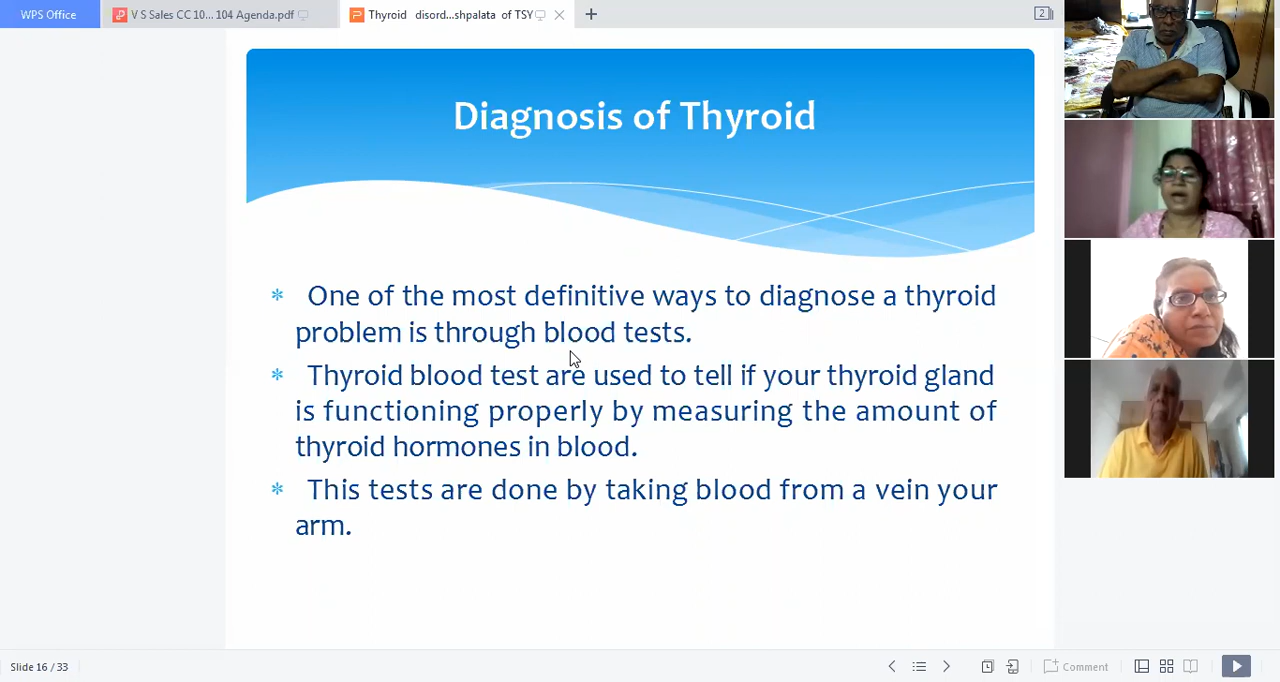 WPS Office
V S Sales CC 10... 104 Agenda.pdf
Thyroid disord...shpalata of TSY
2
Diagnosis of Thyroid
One of the most definitive ways to diagnose a thyroid
problem is through blood tests.
Thyroid blood test are used to tell if your thyroid gland
is functioning properly by measuring the amount of
thyroid hormones in blood.
This tests are done by taking blood from a vein your
arm.
Slide 16 / 33
Comment